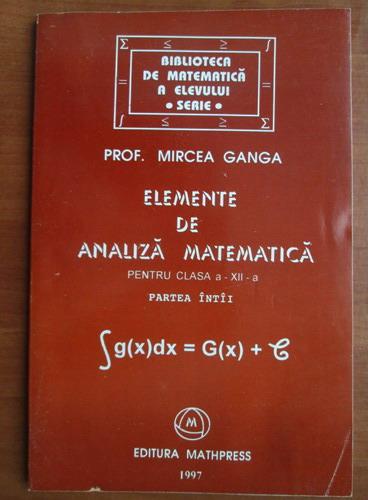 Σ ≤ ≥ ∫
BIBLIOTECA
DE MATEMATICĂ
A ELEVULUI
• SERIE •
= =
∫ ≤ ≥ Σ
PROF. MIRCEA GANGA
ELEMENTE
DE
ANALIZĂ MATEMATICĂ
PENTRU CLASA a - XII - a
PARTEA ÎNTÎI
∫g(x)dx = G(x) + C
M
EDITURA MATHPRESS
1997